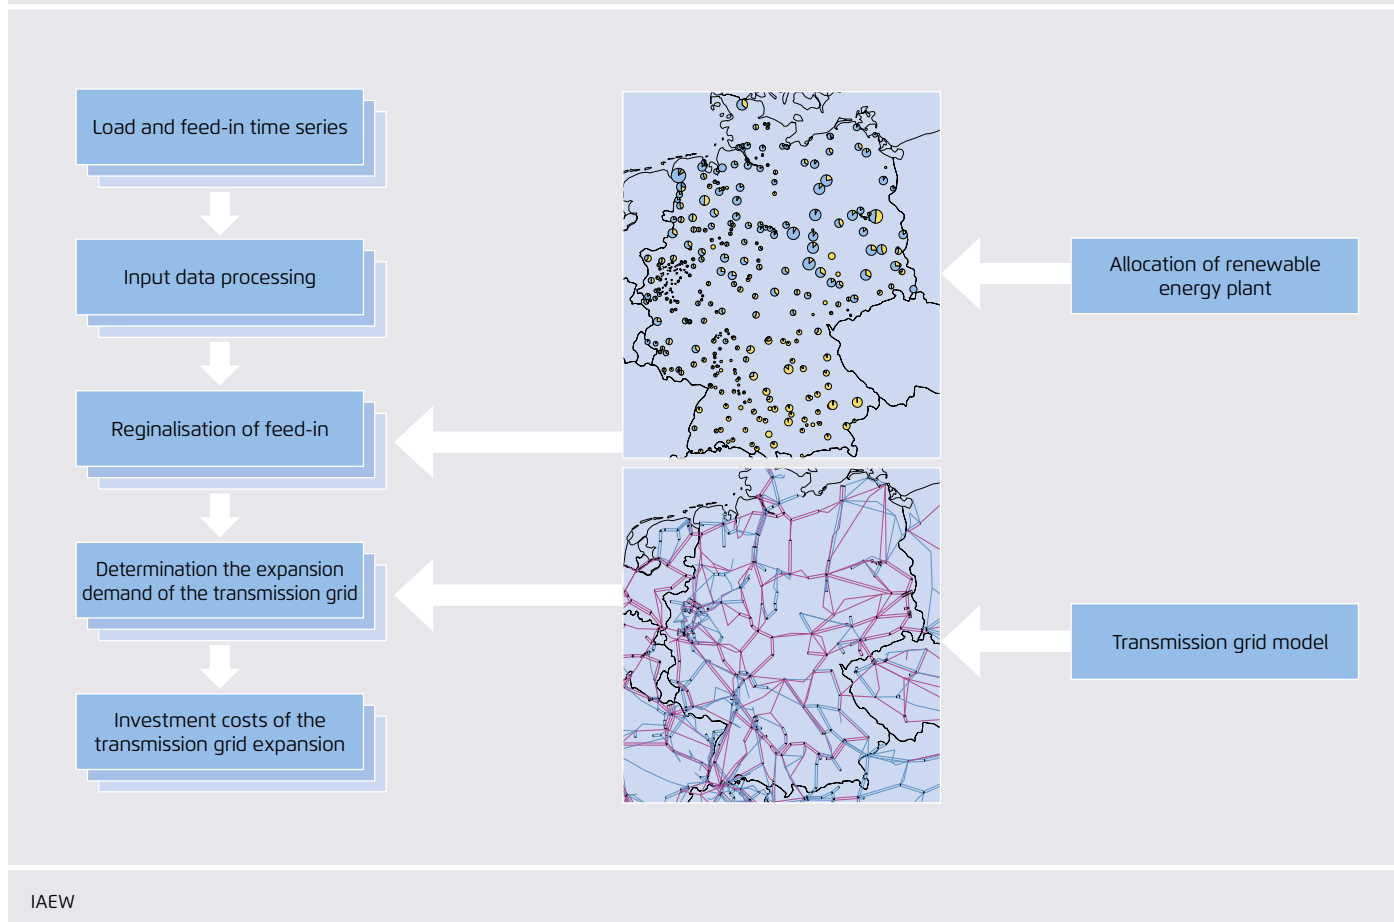 Load and feed-in time series
Input data processing
Reginalisation of feed-in
Determination the expansion
demand of the transmission grid
Investment costs of the
transmission grid expansion
Allocation of renewable
energy plant
Transmission grid model
IAEW